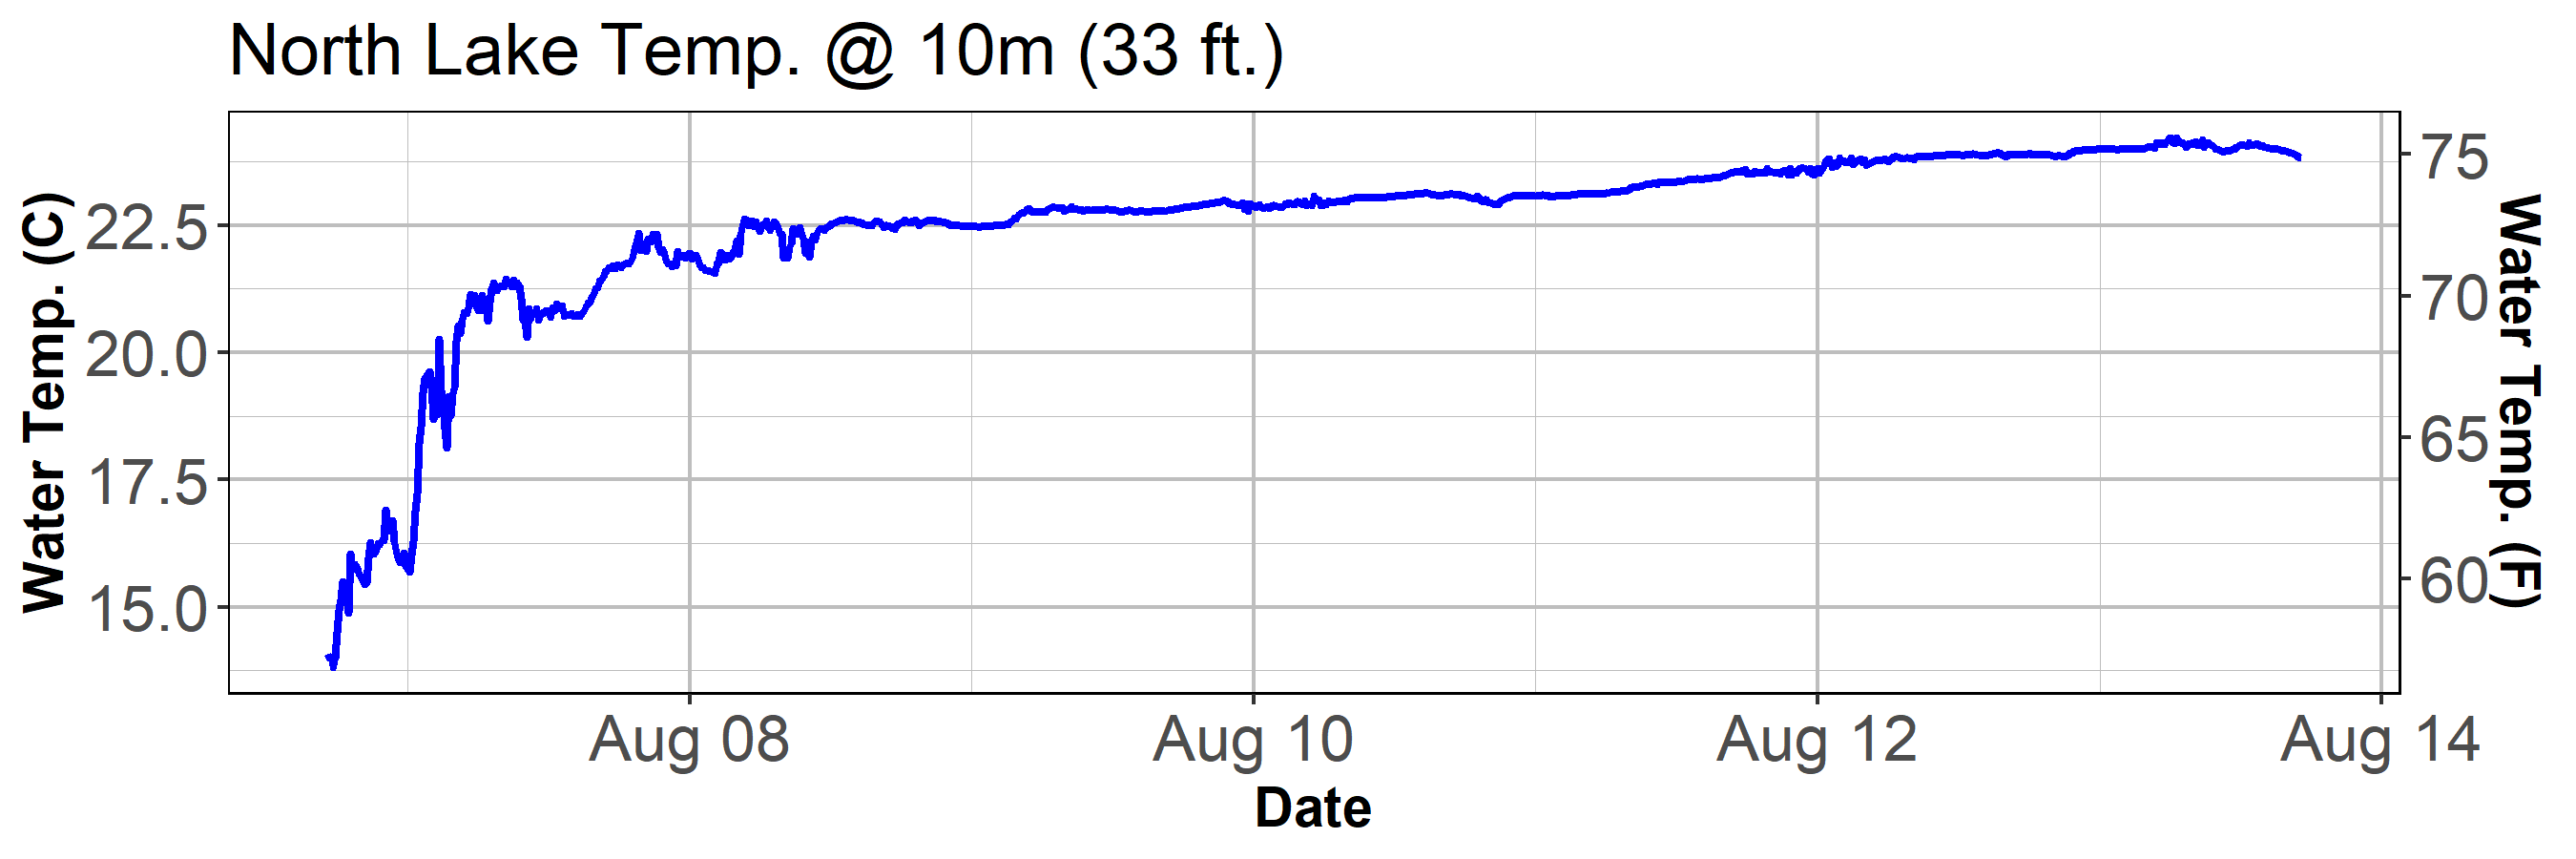 North Lake Temp. @ 10m (33 ft.)
Water Temp. (C)
22.5
20.0
17.5
15.0
75
70
65
60
Water Temp. (F)
Aug 08
Aug 10
Aug 12
Aug 14
Date